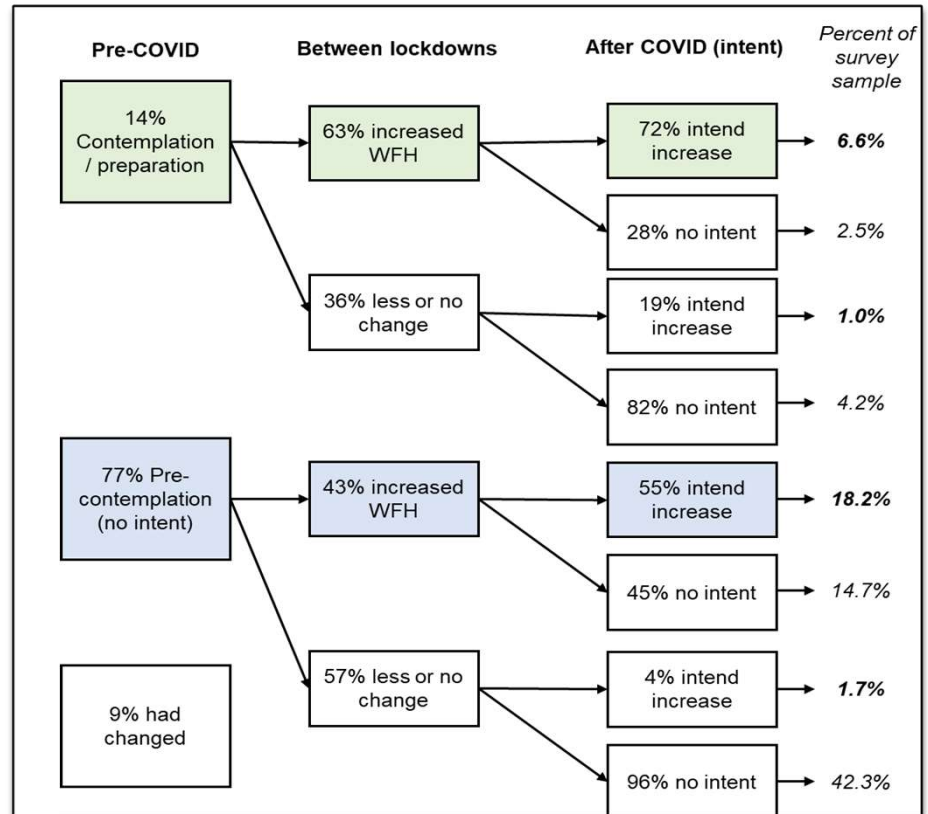 Pre-COVID
Between lockdowns
After COVID (intent)
Percent of
survey
sample
14%
Contemplation
/ preparation
63% increased
WFH
72% intend
increase
6.6%
28% no intent
2.5%
36% less or no
change
19% intend
increase
1.0%
82% no intent
4.2%
77% Pre-
contemplation
(no intent)
43% increased
WFH
55% intend
increase
18.2%
45% no intent
14.7%
57% less or no
change
4% intend
increase
1.7%
9% had
changed
96% no intent
42.3%